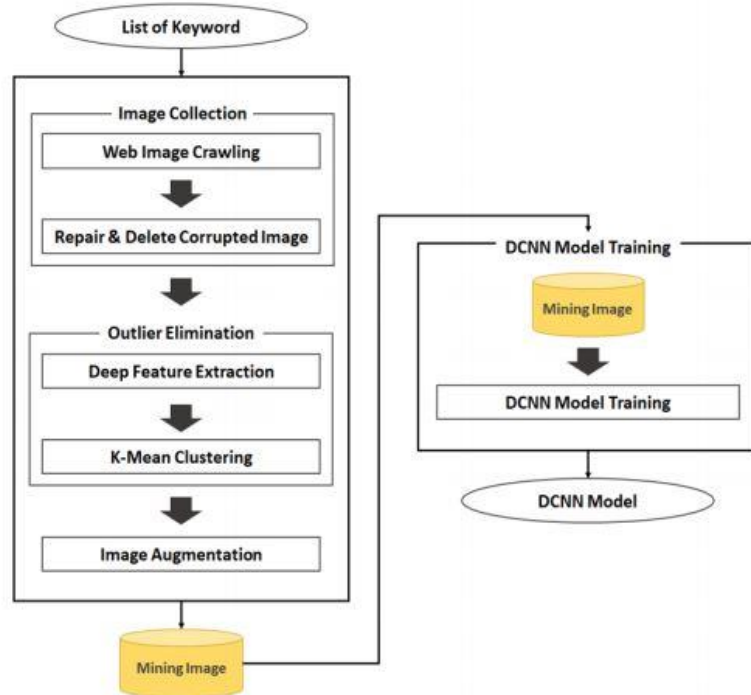 List of Keyword
Image Collection
Web Image Crawling
Repair & Delete Corrupted Image
Outlier Elimination
Deep Feature Extraction
K-Mean Clustering
Image Augmentation
Mining Image
DCNN Model Training
Mining Image
DCNN Model Training
DCNN Model